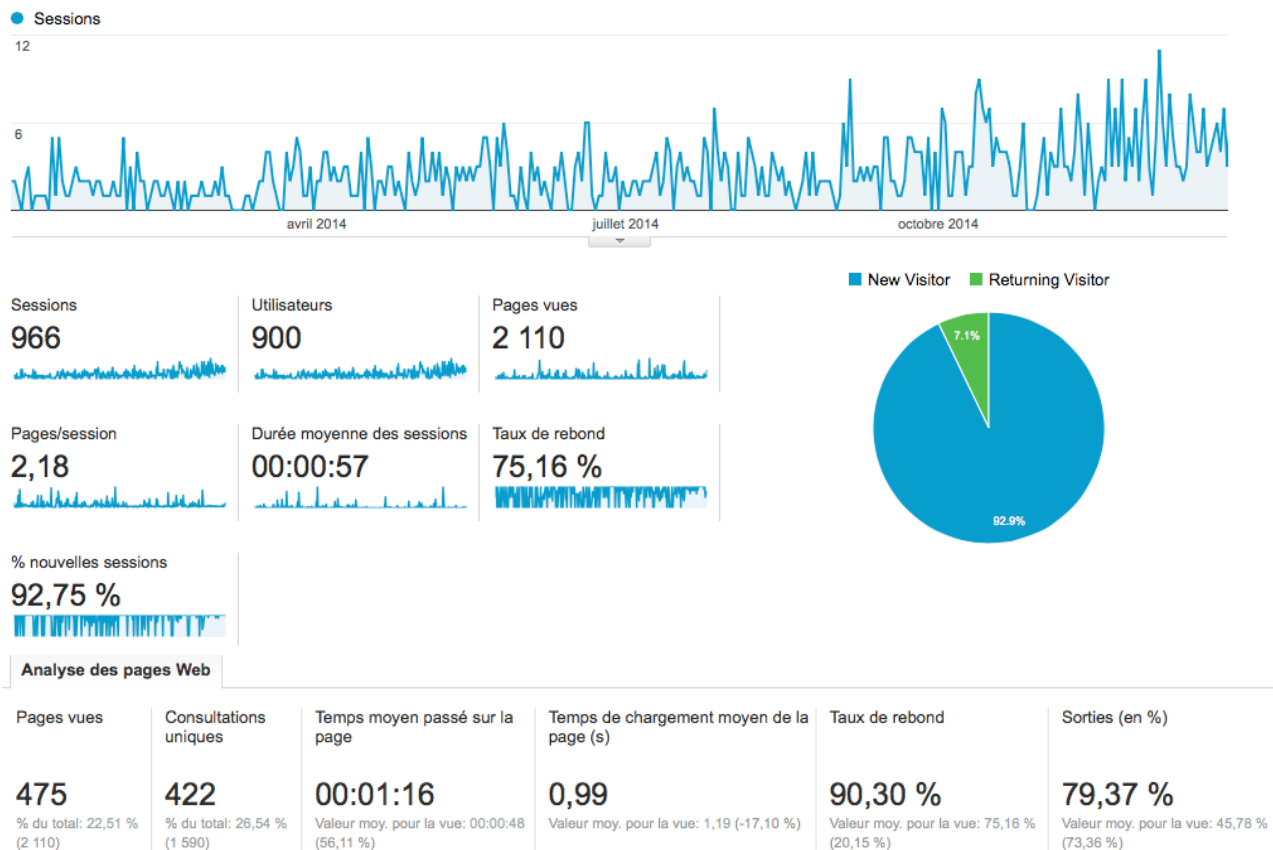 Sessions
12
6
avril 2014
juillet 2014
octobre 2014
New Visitor
Returning Visitor
Sessions
966
Utilisateurs
900
Pages vues
2 110
7.1%
92.9%
Pages/session
2,18
Durée moyenne des sessions
00:00:57
Taux de rebond
75,16 %
% nouvelles sessions
92,75 %
Analyse des pages Web
Pages vues
475
% du total: 22,51 %
(2 110)
Consultations
uniques
422
% du total: 26,54 %
(1 590)
Temps moyen passé sur la
page
00:01:16
Valeur moy. pour la vue: 00:00:48
(56,11 %)
Temps de chargement moyen de la
page (s)
0,99
Valeur moy. pour la vue: 1,19 (-17,10 %)
Taux de rebond
90,30 %
Valeur moy. pour la vue: 75,16 %
(20,15 %)
Sorties (en %)
79,37 %
Valeur moy. pour la vue: 45,78 %
(73,36 %)